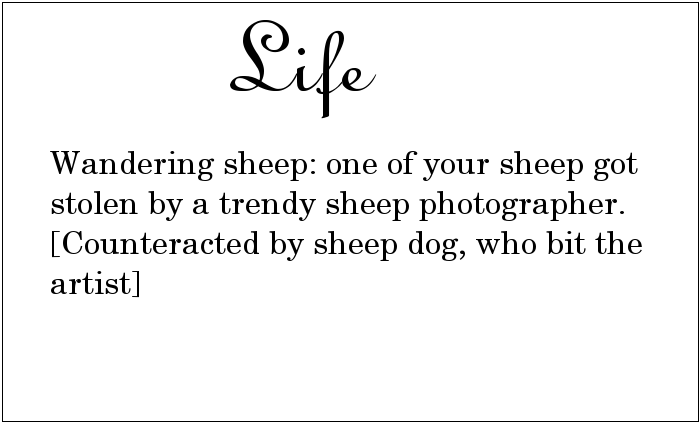 Life
Wandering sheep: one of your sheep got
stolen by a trendy sheep photographer.
[Counteracted by sheep dog, who bit the
artist]